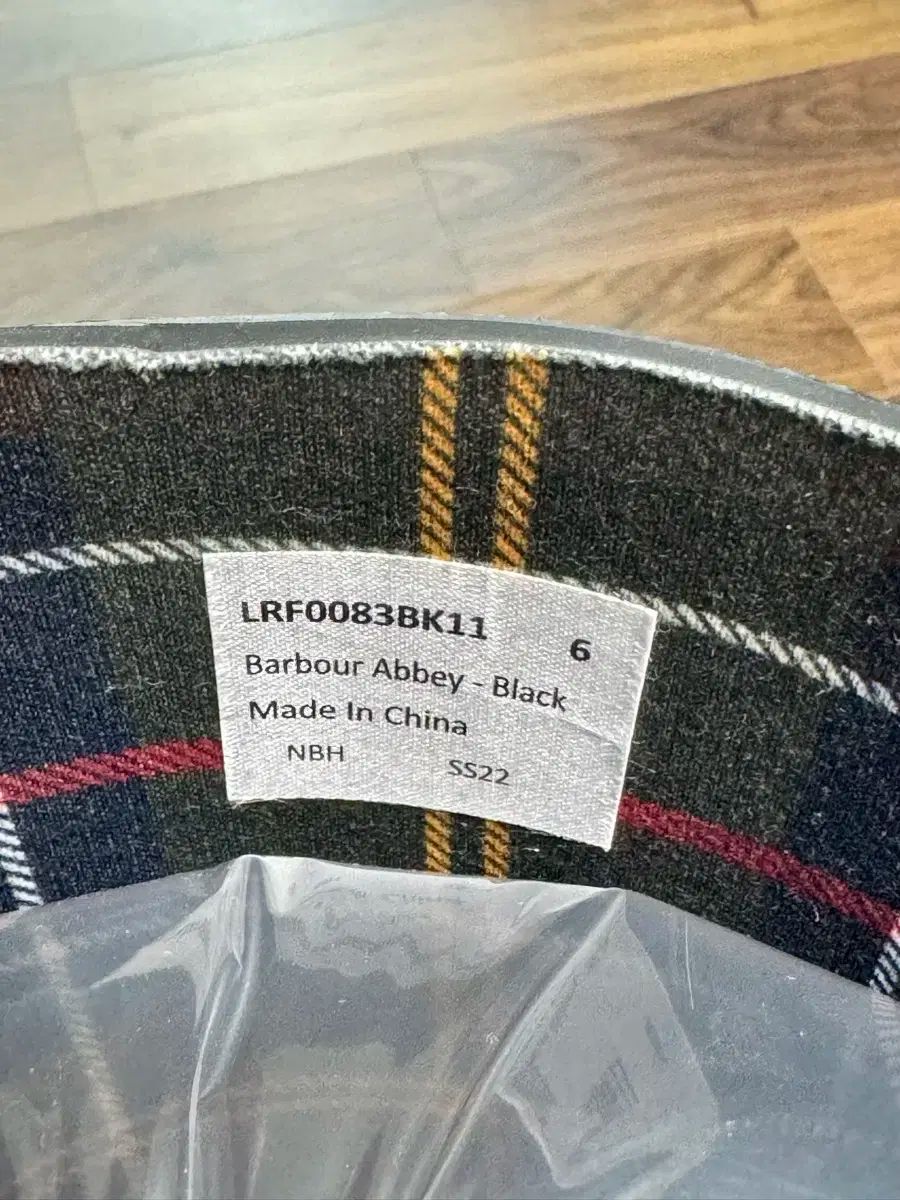 LRF0083BK11 6
Barbour Abbey - Black
Made In China
NBH SS22